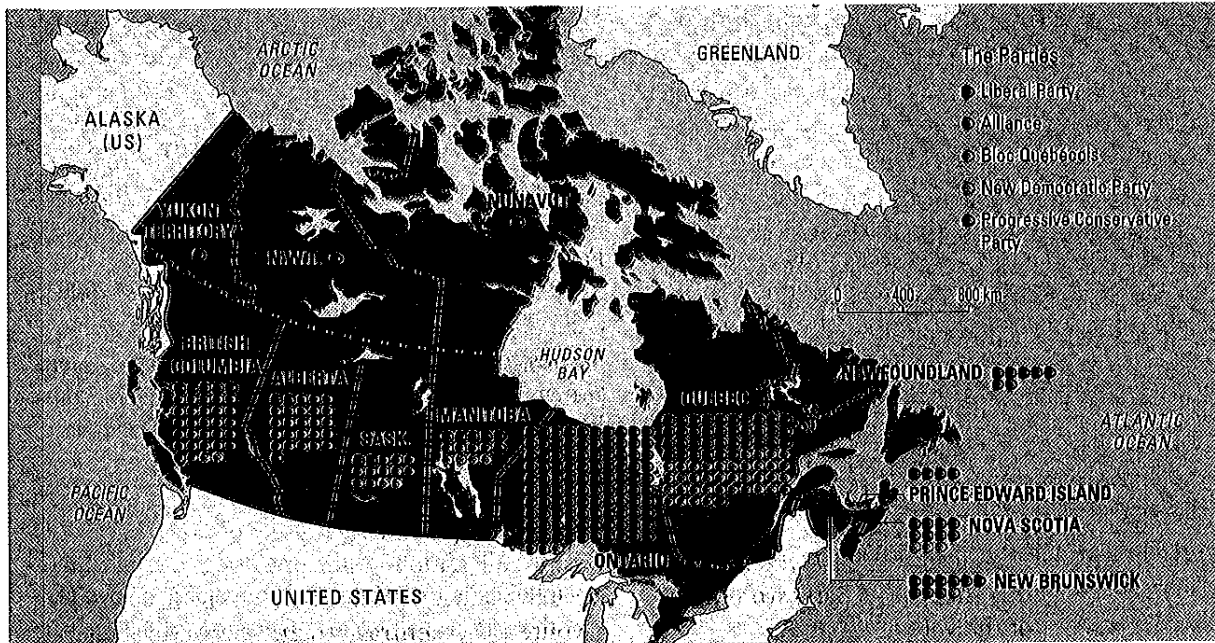 ARCTIC
OCEAN
GREENLAND
ALASKA
(US)
The Parties
Liberal Party
Alliance
Bloc Québécois
New Democratic Party
Progressive Conservative
Party
YUKON
TERRITORY
N.W.T.
NUNAVUT
0 400 800 km
HUDSON
BAY
BRITISH
COLUMBIA
ALBERTA
SASK.
MANITOBA
QUEBEC
NEWFOUNDLAND
ATLANTIC
OCEAN
PACIFIC
OCEAN
PRINCE EDWARD ISLAND
NOVA SCOTIA
ONTARIO
NEW BRUNSWICK
UNITED STATES